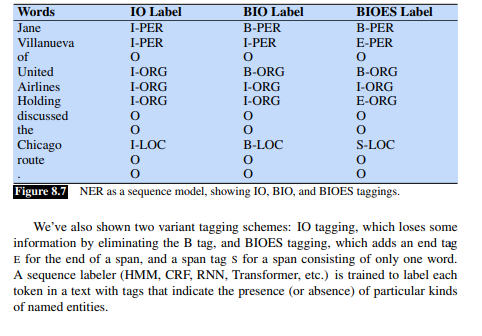 Words IO Label BIO Label BIOES Label
Jane I-PER B-PER B-PER
Villanueva I-PER I-PER E-PER
of O O O
United I-ORG B-ORG B-ORG
Airlines I-ORG I-ORG I-ORG
Holding I-ORG I-ORG E-ORG
discussed O O O
the O O O
Chicago I-LOC B-LOC S-LOC
route O O O
. O O O
Figure 8.7 NER as a sequence model, showing IO, BIO, and BIOES taggings.
We've also shown two variant tagging schemes: IO tagging, which loses some
information by eliminating the B tag, and BIOES tagging, which adds an end tag
E for the end of a span, and a span tag S for a span consisting of only one word.
A sequence labeler (HMM, CRF, RNN, Transformer, etc.) is trained to label each
token in a text with tags that indicate the presence (or absence) of particular kinds
of named entities.